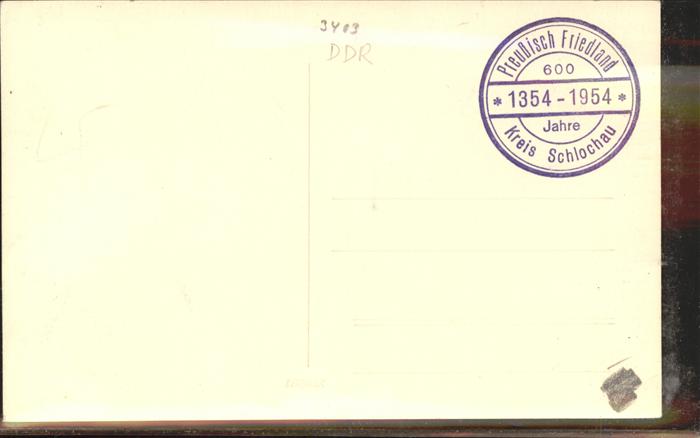 3403
DDR
Preußisch Friedland
600
* 1354 - 1954 *
Jahre
Kreis Schlochau